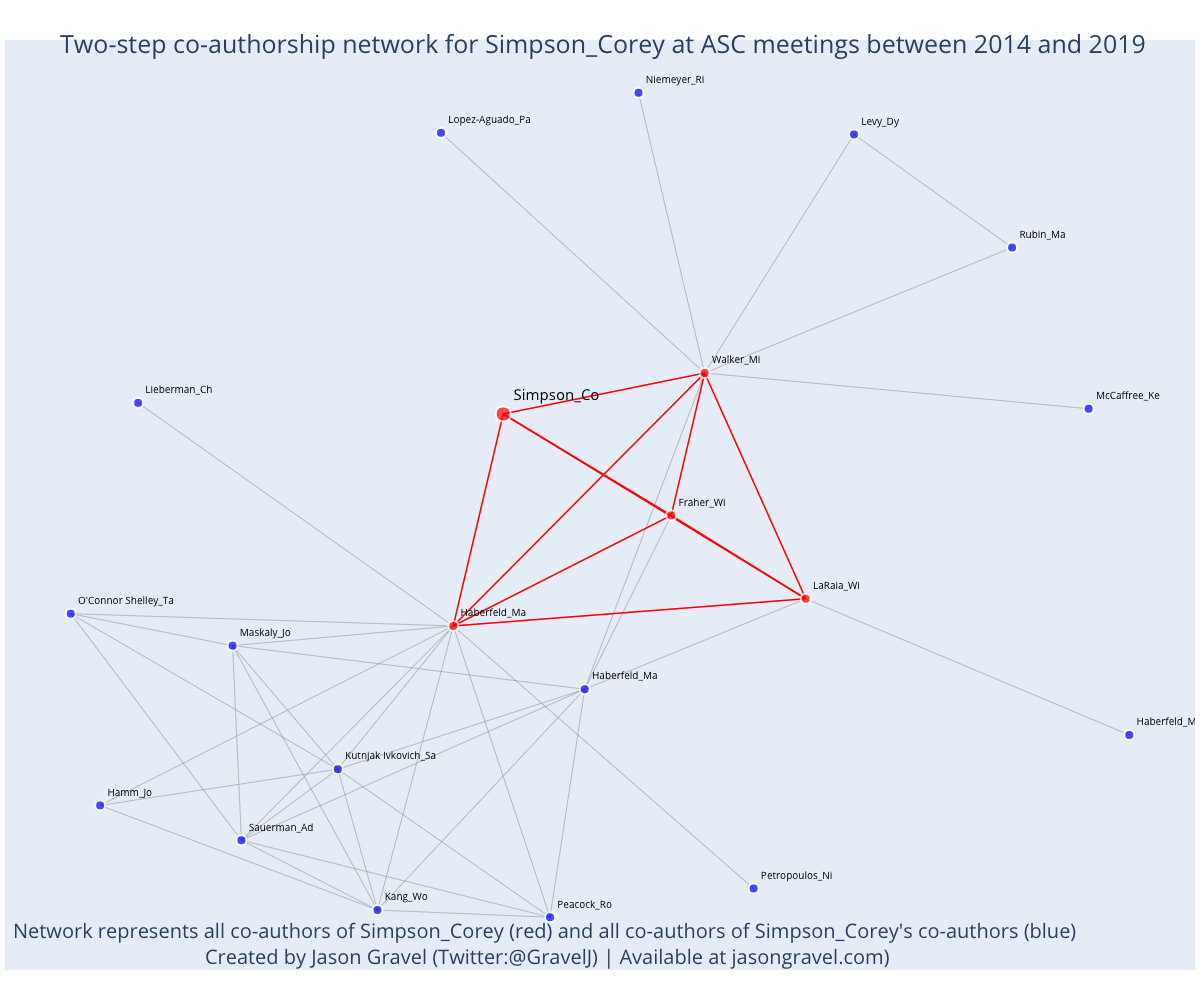 Two-step co-authorship network for Simpson_Corey at ASC meetings between 2014 and 2019
Niemeyer_Ri
Lopez-Aguado_Pa
Levy_Dy
Rubin_Ma
Walker_Mi
Lieberman_Ch
Simpson_Co
McCaffree_Ke
Fraher_Wi
LaRaia_Wi
O'Connor Shelley_Ta
Haberfeld_Ma
Maskaly_Jo
Haberfeld_Ma
Haberfeld_M
Kutnjak Ivkovich_Sa
Hamm_Jo
Sauerman_Ad
Petropoulos_Ni
Kang_Wo
Peacock_Ro
Network represents all co-authors of Simpson_Corey (red) and all co-authors of Simpson_Corey's co-authors (blue)
Created by Jason Gravel (Twitter:@GravelJ) | Available at jasongravel.com)